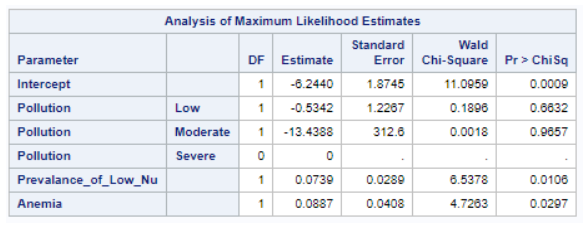 Analysis of Maximum Likelihood Estimates
Parameter DF Estimate Standard Error Wald Chi-Square Pr > ChiSq
Intercept 1 -6.2440 1.8745 11.0959 0.0009
Pollution Low 1 -0.5342 1.2267 0.1896 0.6632
Pollution Moderate 1 -13.4388 312.6 0.0018 0.9657
Pollution Severe 0 0 . . .
Prevalance_of_Low_Nu 1 0.0739 0.0289 6.5378 0.0106
Anemia 1 0.0887 0.0408 4.7263 0.0297